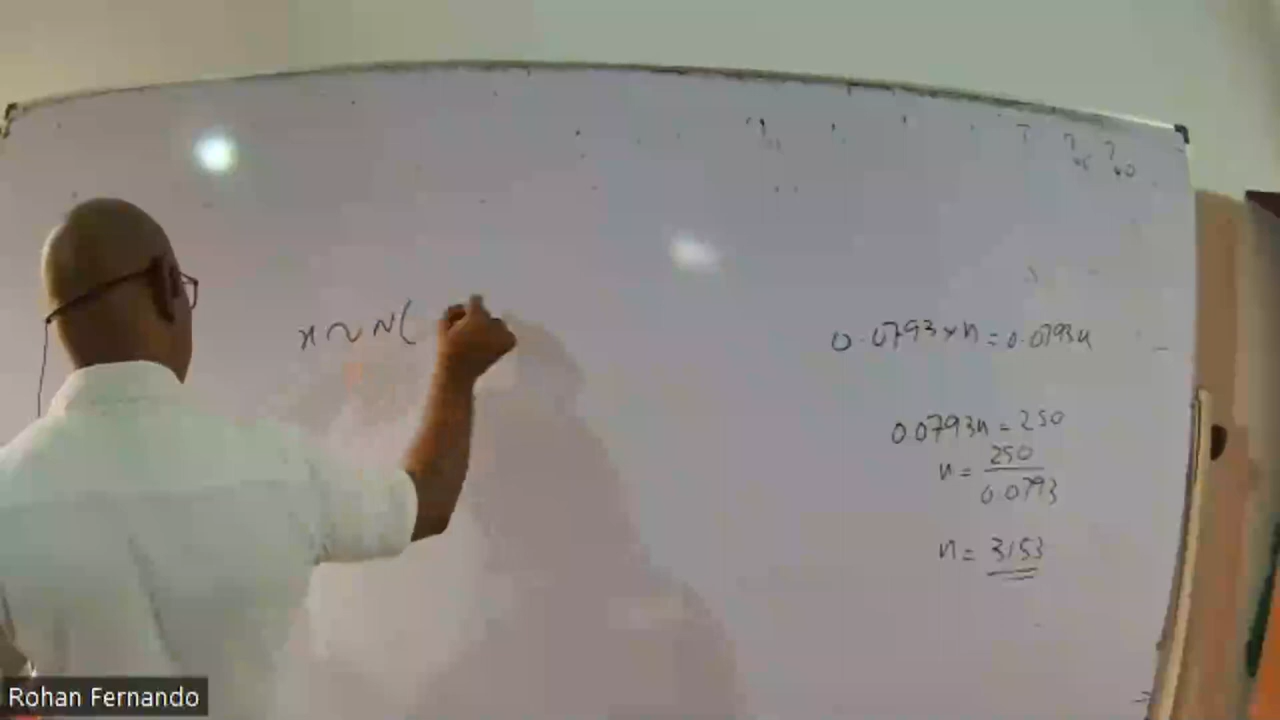 x ~ N(
0.0793 x n = 0.0793n
0.0793n = 250
n = 250
0.0793
n = 3153
Rohan Fernando